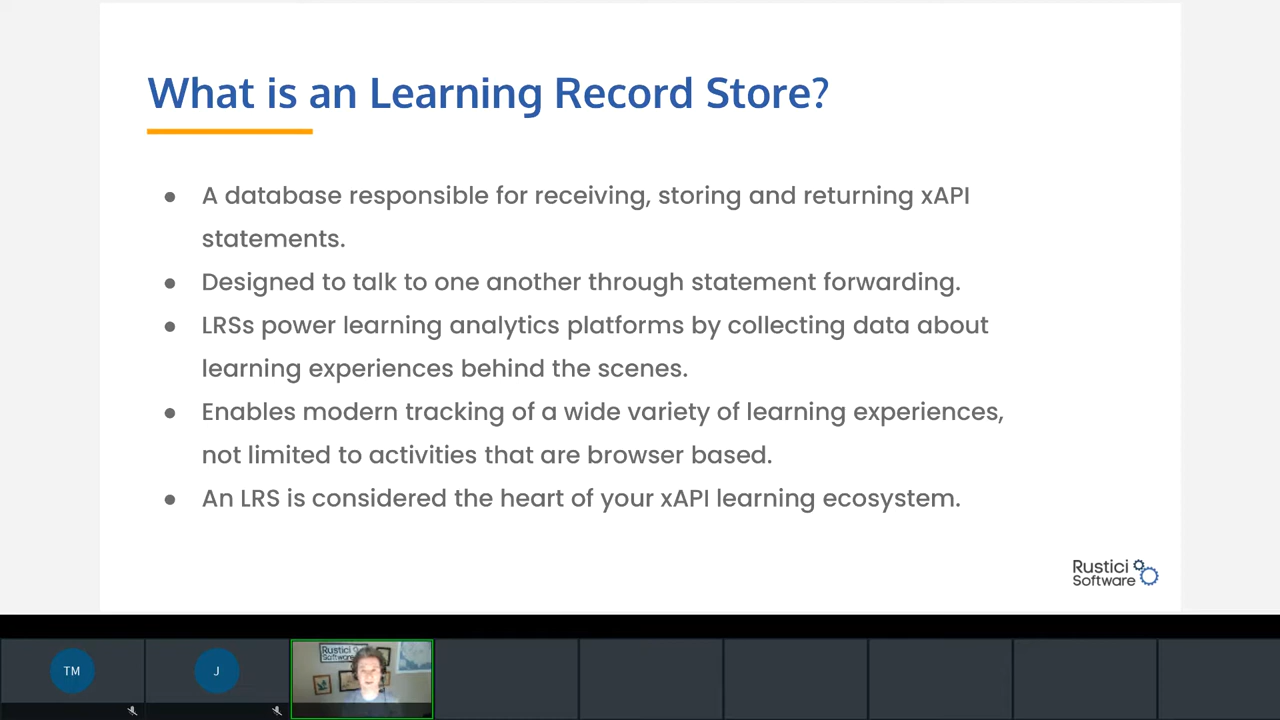 What is an Learning Record Store?
● A database responsible for receiving, storing and returning xAPI
statements.
● Designed to talk to one another through statement forwarding.
● LRSs power learning analytics platforms by collecting data about
learning experiences behind the scenes.
● Enables modern tracking of a wide variety of learning experiences,
not limited to activities that are browser based.
● An LRS is considered the heart of your xAPI learning ecosystem.
Rustici
Software
TM
J
Rustici
Software